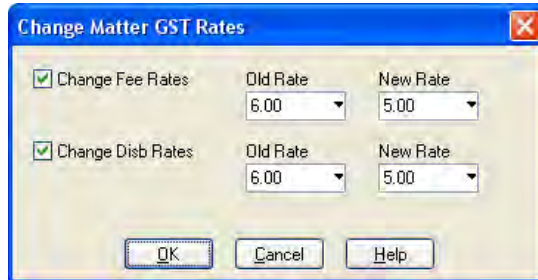 Change Matter GST Rates
Change Fee Rates Old Rate New Rate
6.00 5.00
Change Disb Rates Old Rate New Rate
6.00 5.00
OK Cancel Help